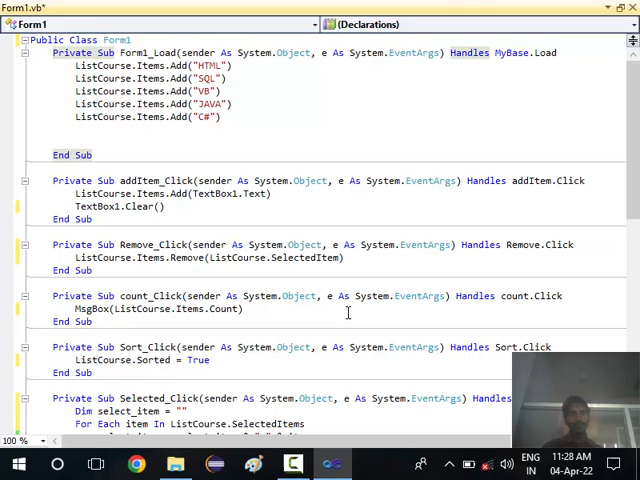 Form1.vb*
Form1 (Declarations)
Public Class Form1
Private Sub Form1_Load(sender As System.Object, e As System.EventArgs) Handles MyBase.Load
ListCourse.Items.Add("HTML")
ListCourse.Items.Add("SQL")
ListCourse.Items.Add("VB")
ListCourse.Items.Add("JAVA")
ListCourse.Items.Add("C#")
End Sub
Private Sub addItem_Click(sender As System.Object, e As System.EventArgs) Handles addItem.Click
ListCourse.Items.Add(TextBox1.Text)
TextBox1.Clear()
End Sub
Private Sub Remove_Click(sender As System.Object, e As System.EventArgs) Handles Remove.Click
ListCourse.Items.Remove(ListCourse.SelectedItem)
End Sub
Private Sub count_Click(sender As System.Object, e As System.EventArgs) Handles count.Click
MsgBox(ListCourse.Items.Count)
End Sub
Private Sub Sort_Click(sender As System.Object, e As System.EventArgs) Handles Sort.Click
ListCourse.Sorted = True
End Sub
Private Sub Selected_Click(sender As System.Object, e As System.EventArgs) Handles
Dim select_item = ""
For Each item In ListCourse.SelectedItems
100 %
ENG 11:28 AM
IN 04-Apr-22